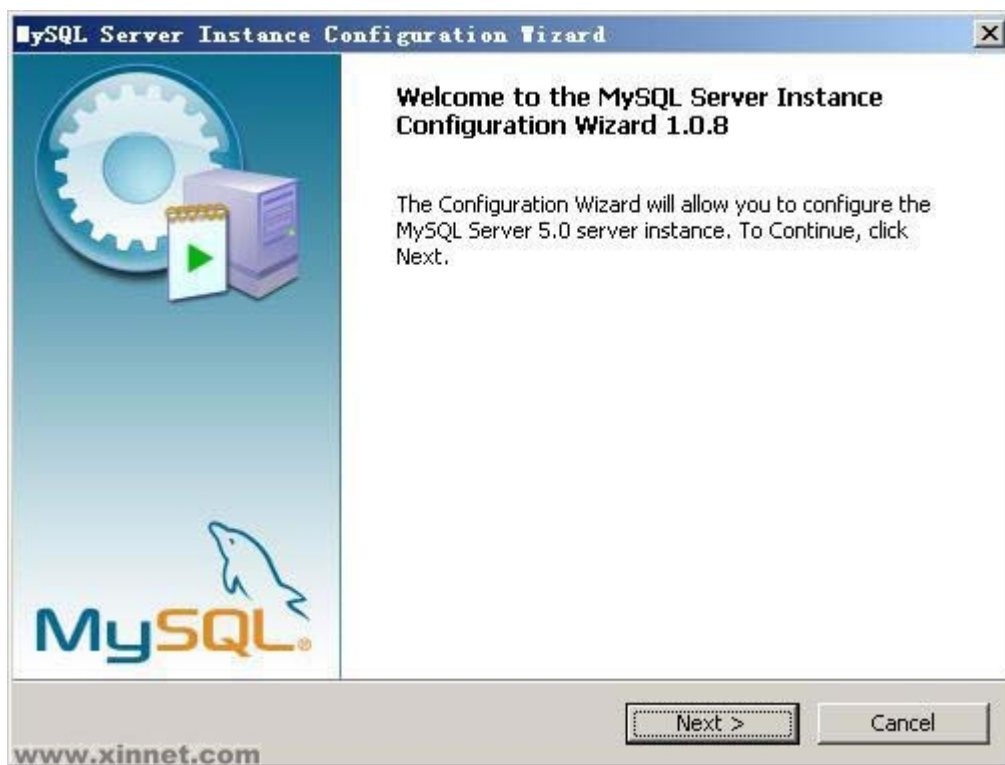 MySQL Server Instance Configuration Wizard
Welcome to the MySQL Server Instance
Configuration Wizard 1.0.8
The Configuration Wizard will allow you to configure the
MySQL Server 5.0 server instance. To Continue, click
Next.
MySQL®
Next >
Cancel
www.xinnet.com